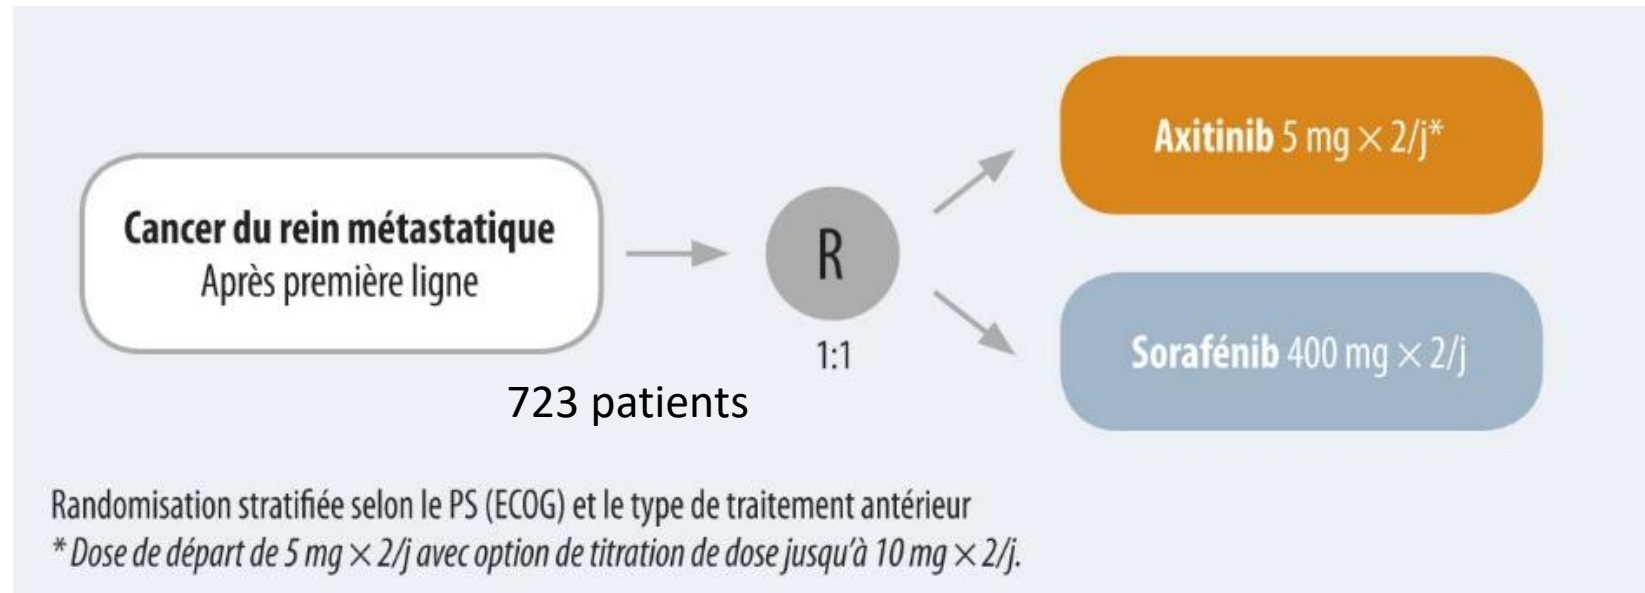 Cancer du rein métastatique
Après première ligne
R
1:1
Axitinib 5 mg × 2/j*
Sorafénib 400 mg × 2/j
723 patients
Randomisation stratifiée selon le PS (ECOG) et le type de traitement antérieur
* Dose de départ de 5 mg × 2/j avec option de titration de dose jusqu'à 10 mg × 2/j.